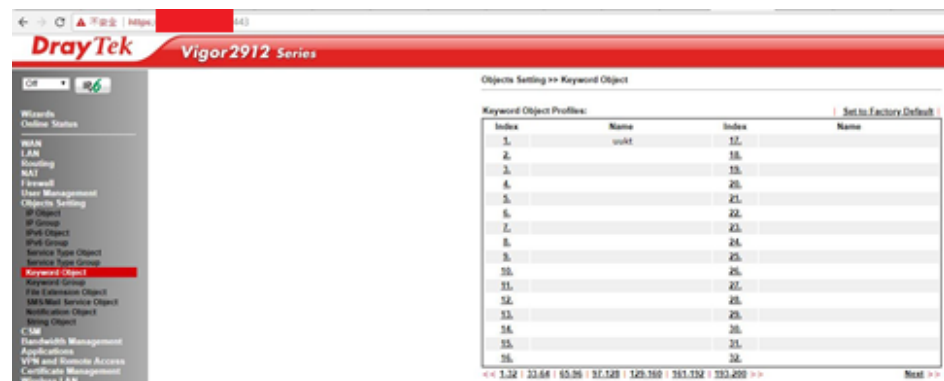 不安全 | https: 443
DrayTek Vigor2912 Series
Off IPv6
Wizards
Online Status
WAN
LAN
Routing
NAT
Firewall
User Management
Objects Setting
IP Object
IP Group
IPv6 Object
IPv6 Group
Service Type Object
Service Type Group
Keyword Object
Keyword Group
File Extension Object
SMS/Mail Service Object
Notification Object
String Object
CSM
Bandwidth Management
Applications
VPN and Remote Access
Certificate Management
Wireless LAN
Objects Setting >> Keyword Object
Keyword Object Profiles: | Set to Factory Default |
Index Name Index Name
1. uukt 17.
2. 18.
3. 19.
4. 20.
5. 21.
6. 22.
7. 23.
8. 24.
9. 25.
10. 26.
11. 27.
12. 28.
13. 29.
14. 30.
15. 31.
16. 32.
<< 1-32 | 33-64 | 65-96 | 97-128 | 129-160 | 161-192 | 193-200 >> Next >>